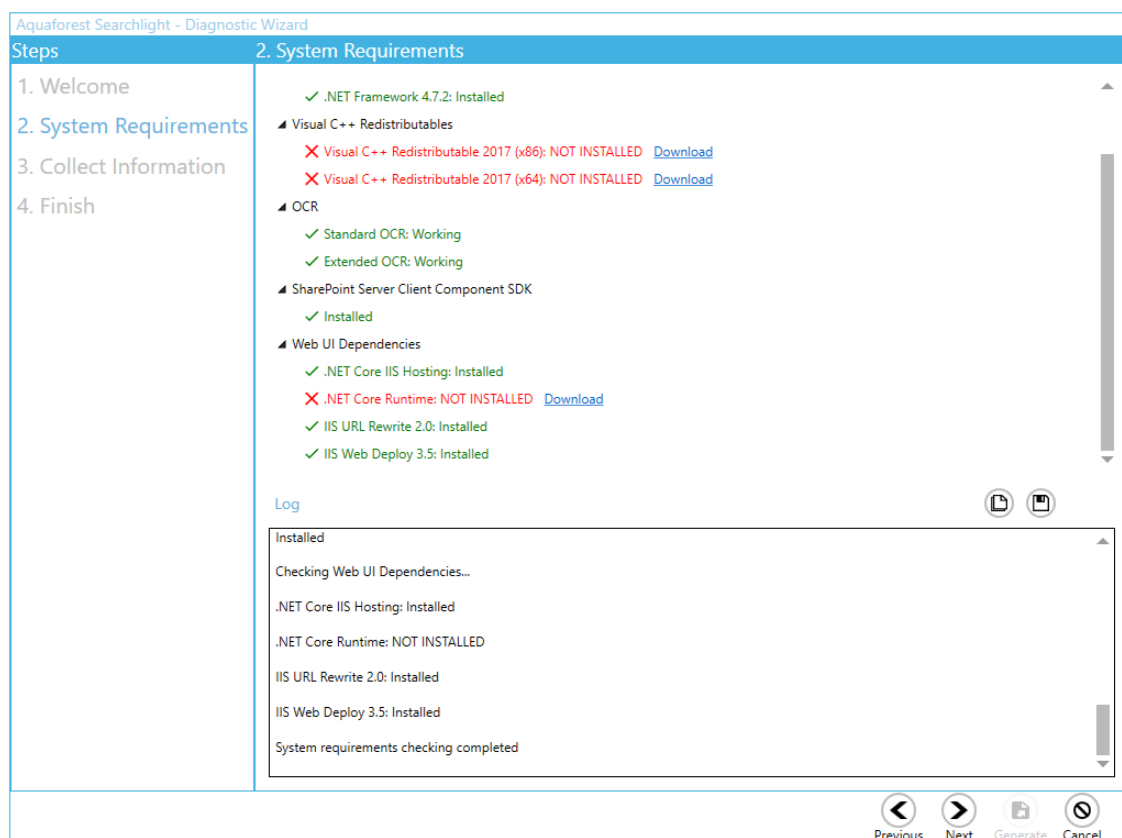 Aquaforest Searchlight - Diagnostic Wizard
Steps
2. System Requirements
1. Welcome
2. System Requirements
3. Collect Information
4. Finish
.NET Framework 4.7.2: Installed
Visual C++ Redistributables
Visual C++ Redistributable 2017 (x86): NOT INSTALLED Download
Visual C++ Redistributable 2017 (x64): NOT INSTALLED Download
OCR
Standard OCR: Working
Extended OCR: Working
SharePoint Server Client Component SDK
Installed
Web UI Dependencies
.NET Core IIS Hosting: Installed
.NET Core Runtime: NOT INSTALLED Download
IIS URL Rewrite 2.0: Installed
IIS Web Deploy 3.5: Installed
Log
Installed
Checking Web UI Dependencies...
.NET Core IIS Hosting: Installed
.NET Core Runtime: NOT INSTALLED
IIS URL Rewrite 2.0: Installed
IIS Web Deploy 3.5: Installed
System requirements checking completed
Previous Next Generate Cancel